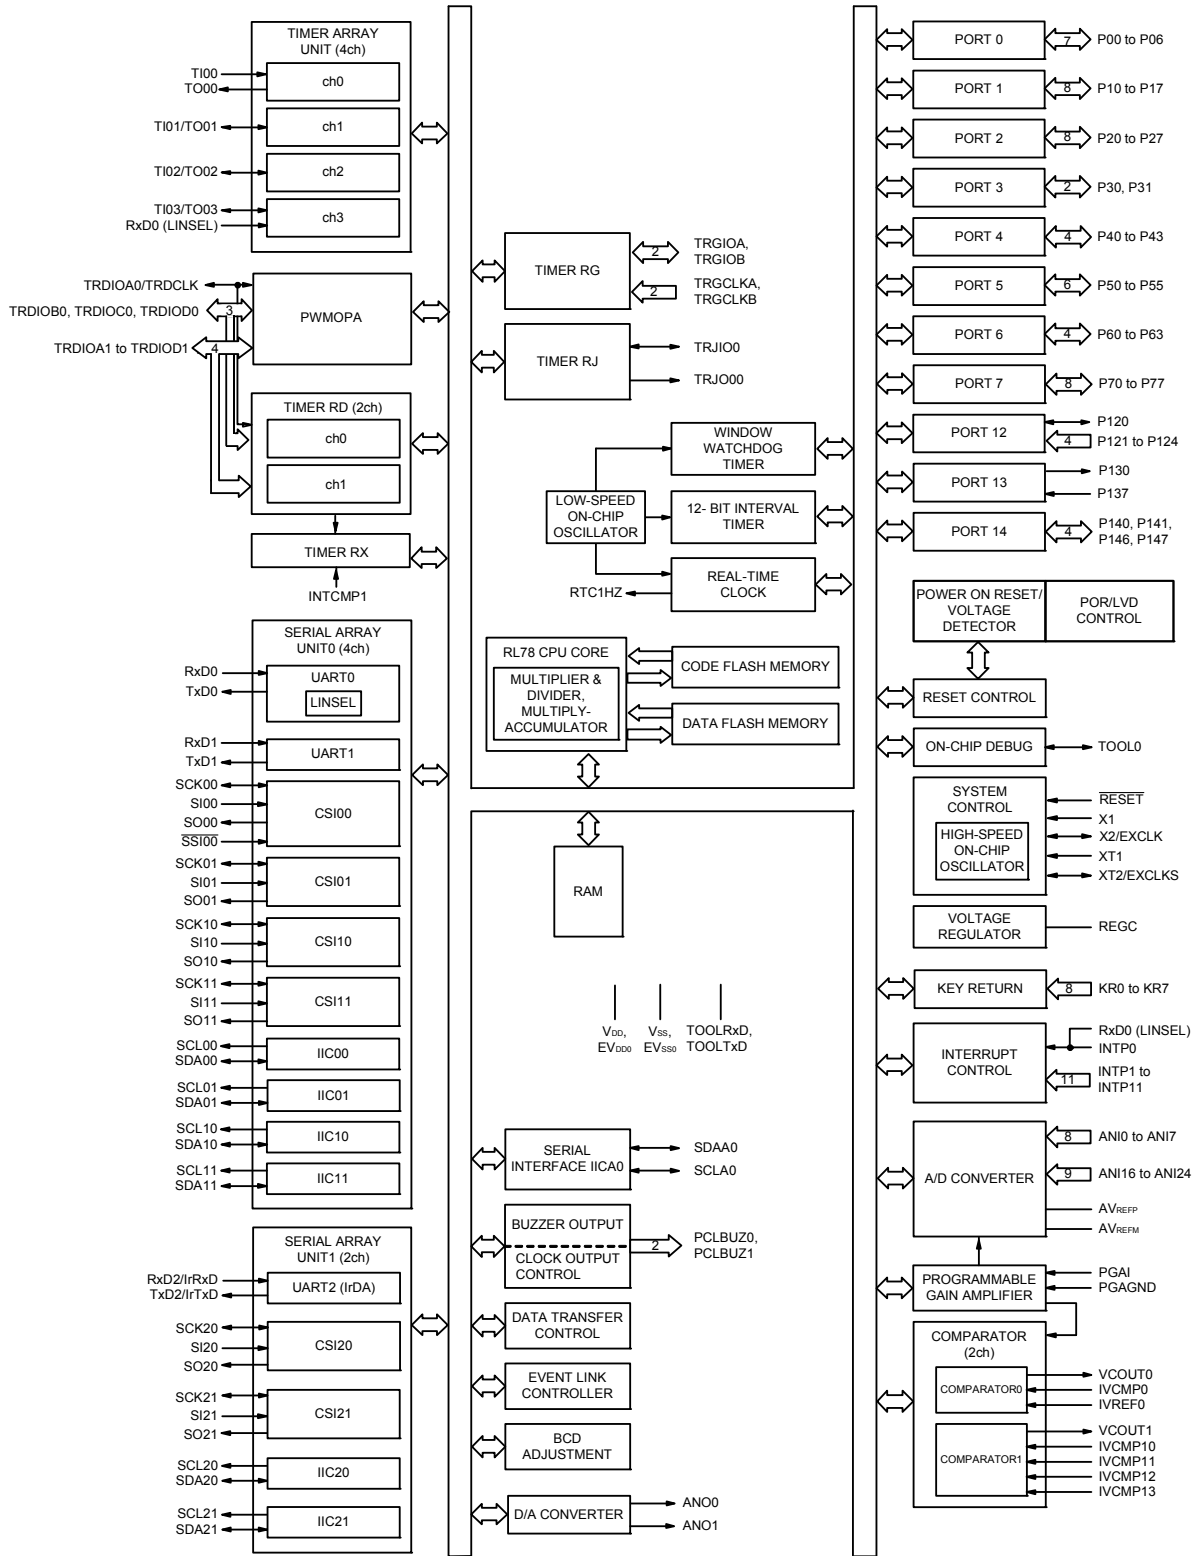 TIMER ARRAY
UNIT (4ch)
TI00
TO00
ch0
TI01/TO01
ch1
TI02/TO02
ch2
TI03/TO03
RxD0 (LINSEL)
ch3
TRDIOA0/TRDCLK
TRDIOB0, TRDIOC0, TRDIOD0
3
TRDIOA1 to TRDIOD1
4
PWMOPA
TIMER RD (2ch)
ch0
ch1
TIMER RX
INTCMP1
SERIAL ARRAY
UNIT0 (4ch)
RxD0
TxD0
UART0
LINSEL
RxD1
TxD1
UART1
SCK00
SI00
SO00
SSI00
CSI00
SCK01
SI01
SO01
CSI01
SCK10
SI10
SO10
CSI10
SCK11
SI11
SO11
CSI11
SCL00
SDA00
IIC00
SCL01
SDA01
IIC01
SCL10
SDA10
IIC10
SCL11
SDA11
IIC11
SERIAL ARRAY
UNIT1 (2ch)
RxD2/IrRxD
TxD2/IrTxD
UART2 (IrDA)
SCK20
SI20
SO20
CSI20
SCK21
SI21
SO21
CSI21
SCL20
SDA20
IIC20
SCL21
SDA21
IIC21
TIMER RG
2
TRGIOA,
TRGIOB
2
TRGCLKA,
TRGCLKB
TIMER RJ
TRJIO0
TRJO00
WINDOW
WATCHDOG
TIMER
LOW-SPEED
ON-CHIP
OSCILLATOR
12- BIT INTERVAL
TIMER
RTC1HZ
REAL-TIME
CLOCK
RL78 CPU CORE
MULTIPLIER &
DIVIDER,
MULTIPLY-
ACCUMULATOR
CODE FLASH MEMORY
DATA FLASH MEMORY
RAM
VDD,
EVDD0
VSS,
EVSS0
TOOLRxD,
TOOLTxD
SERIAL
INTERFACE IICA0
SDAA0
SCLA0
BUZZER OUTPUT
CLOCK OUTPUT
CONTROL
2
PCLBUZ0,
PCLBUZ1
DATA TRANSFER
CONTROL
EVENT LINK
CONTROLLER
BCD
ADJUSTMENT
D/A CONVERTER
ANO0
ANO1
PORT 0
7
P00 to P06
PORT 1
8
P10 to P17
PORT 2
8
P20 to P27
PORT 3
2
P30, P31
PORT 4
4
P40 to P43
PORT 5
6
P50 to P55
PORT 6
4
P60 to P63
PORT 7
8
P70 to P77
PORT 12
P120
4
P121 to P124
PORT 13
P130
P137
PORT 14
4
P140, P141,
P146, P147
POWER ON RESET/
VOLTAGE
DETECTOR
POR/LVD
CONTROL
RESET CONTROL
ON-CHIP DEBUG
TOOL0
SYSTEM
CONTROL
HIGH-SPEED
ON-CHIP
OSCILLATOR
RESET
X1
X2/EXCLK
XT1
XT2/EXCLKS
VOLTAGE
REGULATOR
REGC
KEY RETURN
8
KR0 to KR7
INTERRUPT
CONTROL
RxD0 (LINSEL)
INTP0
11
INTP1 to
INTP11
A/D CONVERTER
8
ANI0 to ANI7
9
ANI16 to ANI24
AVREFP
AVREFM
PROGRAMMABLE
GAIN AMPLIFIER
PGAI
PGAGND
COMPARATOR
(2ch)
COMPARATOR0
VCOUT0
IVCMP0
IVREF0
COMPARATOR1
VCOUT1
IVCMP10
IVCMP11
IVCMP12
IVCMP13